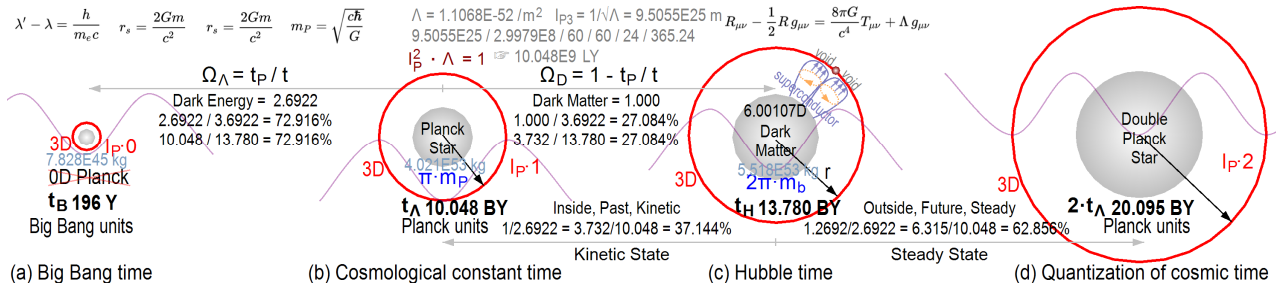 λ′ − λ = h / mₑc   rₛ = 2Gm / c²   rₛ = 2Gm / c²   m_P = √(cħ / G)
Λ = 1.1068E-52 /m²   I_P3 = 1/√Λ = 9.5055E25 m
9.5055E25 / 2.9979E8 / 60 / 60 / 24 / 365.24
I_P² · Λ = 1   ☞ 10.048E9 LY
R_μν − 1/2 R g_μν = 8πG / c⁴ T_μν + Λ g_μν
Ω_Λ = t_P / t
Dark Energy = 2.6922
2.6922 / 3.6922 = 72.916%
10.048 / 13.780 = 72.916%
Ω_D = 1 - t_P / t
Dark Matter = 1.000
1.000 / 3.6922 = 27.084%
3.732 / 13.780 = 27.084%
3D
I_P·0
7.828E45 kg
0D Planck
t_B 196 Y
Big Bang units
Planck
Star
4.021E53 kg
π·m_P
3D
I_P·1
t_Λ 10.048 BY
Planck units
void
void
superconductor
6.00107D
Dark
Matter
5.518E53 kg
2π·m_b
r
3D
t_H 13.780 BY
Double
Planck
Star
I_P·2
3D
2·t_Λ 20.095 BY
Planck units
Inside, Past, Kinetic
1/2.6922 = 3.732/10.048 = 37.144%
Kinetic State
Outside, Future, Steady
1.2692/2.6922 = 6.315/10.048 = 62.856%
Steady State
(a) Big Bang time
(b) Cosmological constant time
(c) Hubble time
(d) Quantization of cosmic time